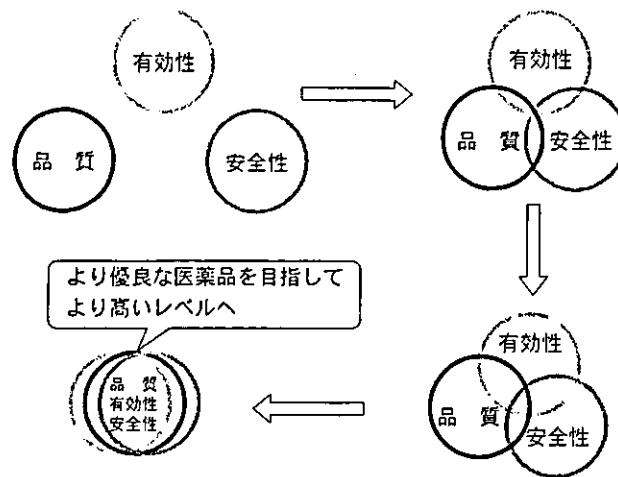 有効性
品 質
安全性
有効性
品 質
安全性
より優良な医薬品を目指して
より高いレベルへ
品 質
有効性
安全性
有効性
品 質
安全性